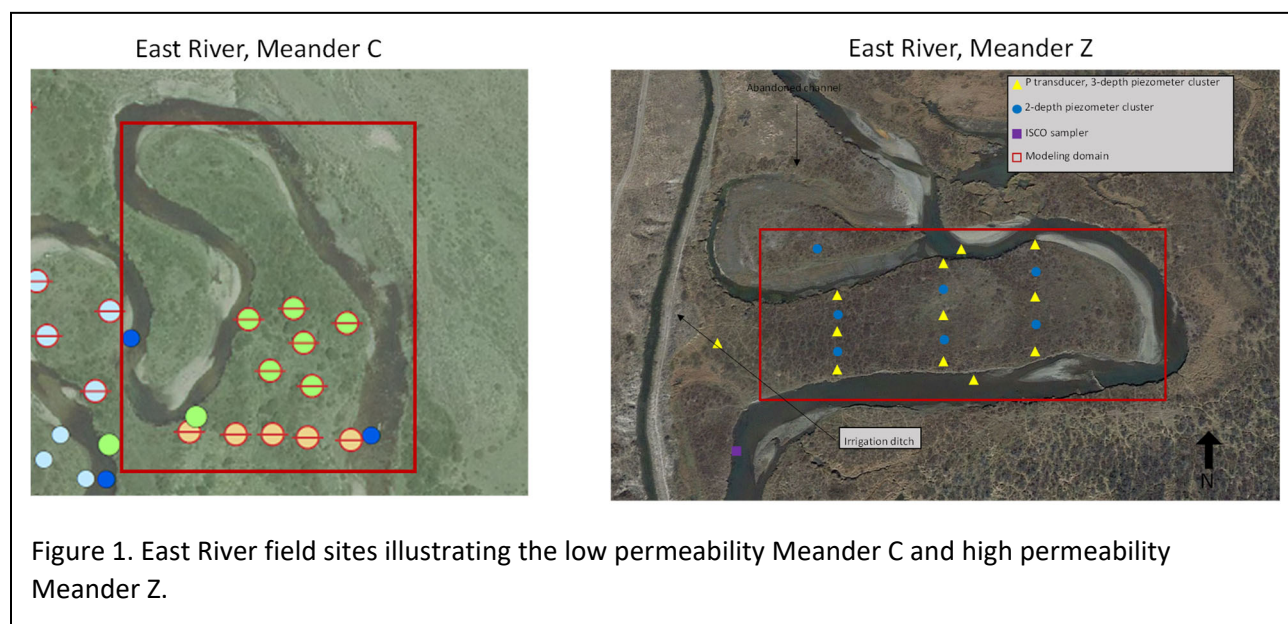 East River, Meander C
East River, Meander Z
Abandoned channel
P transducer, 3-depth piezometer cluster
2-depth piezometer cluster
ISCO sampler
Modeling domain
Irrigation ditch
N
Figure 1. East River field sites illustrating the low permeability Meander C and high permeability
Meander Z.